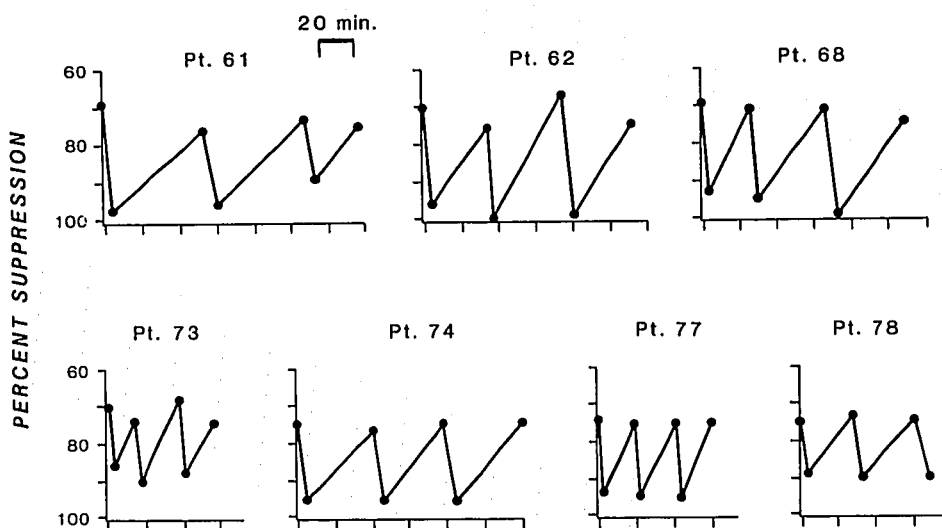 20 min.
Pt. 61
Pt. 62
Pt. 68
60
80
100
PERCENT SUPPRESSION
Pt. 73
Pt. 74
Pt. 77
Pt. 78
60
80
100